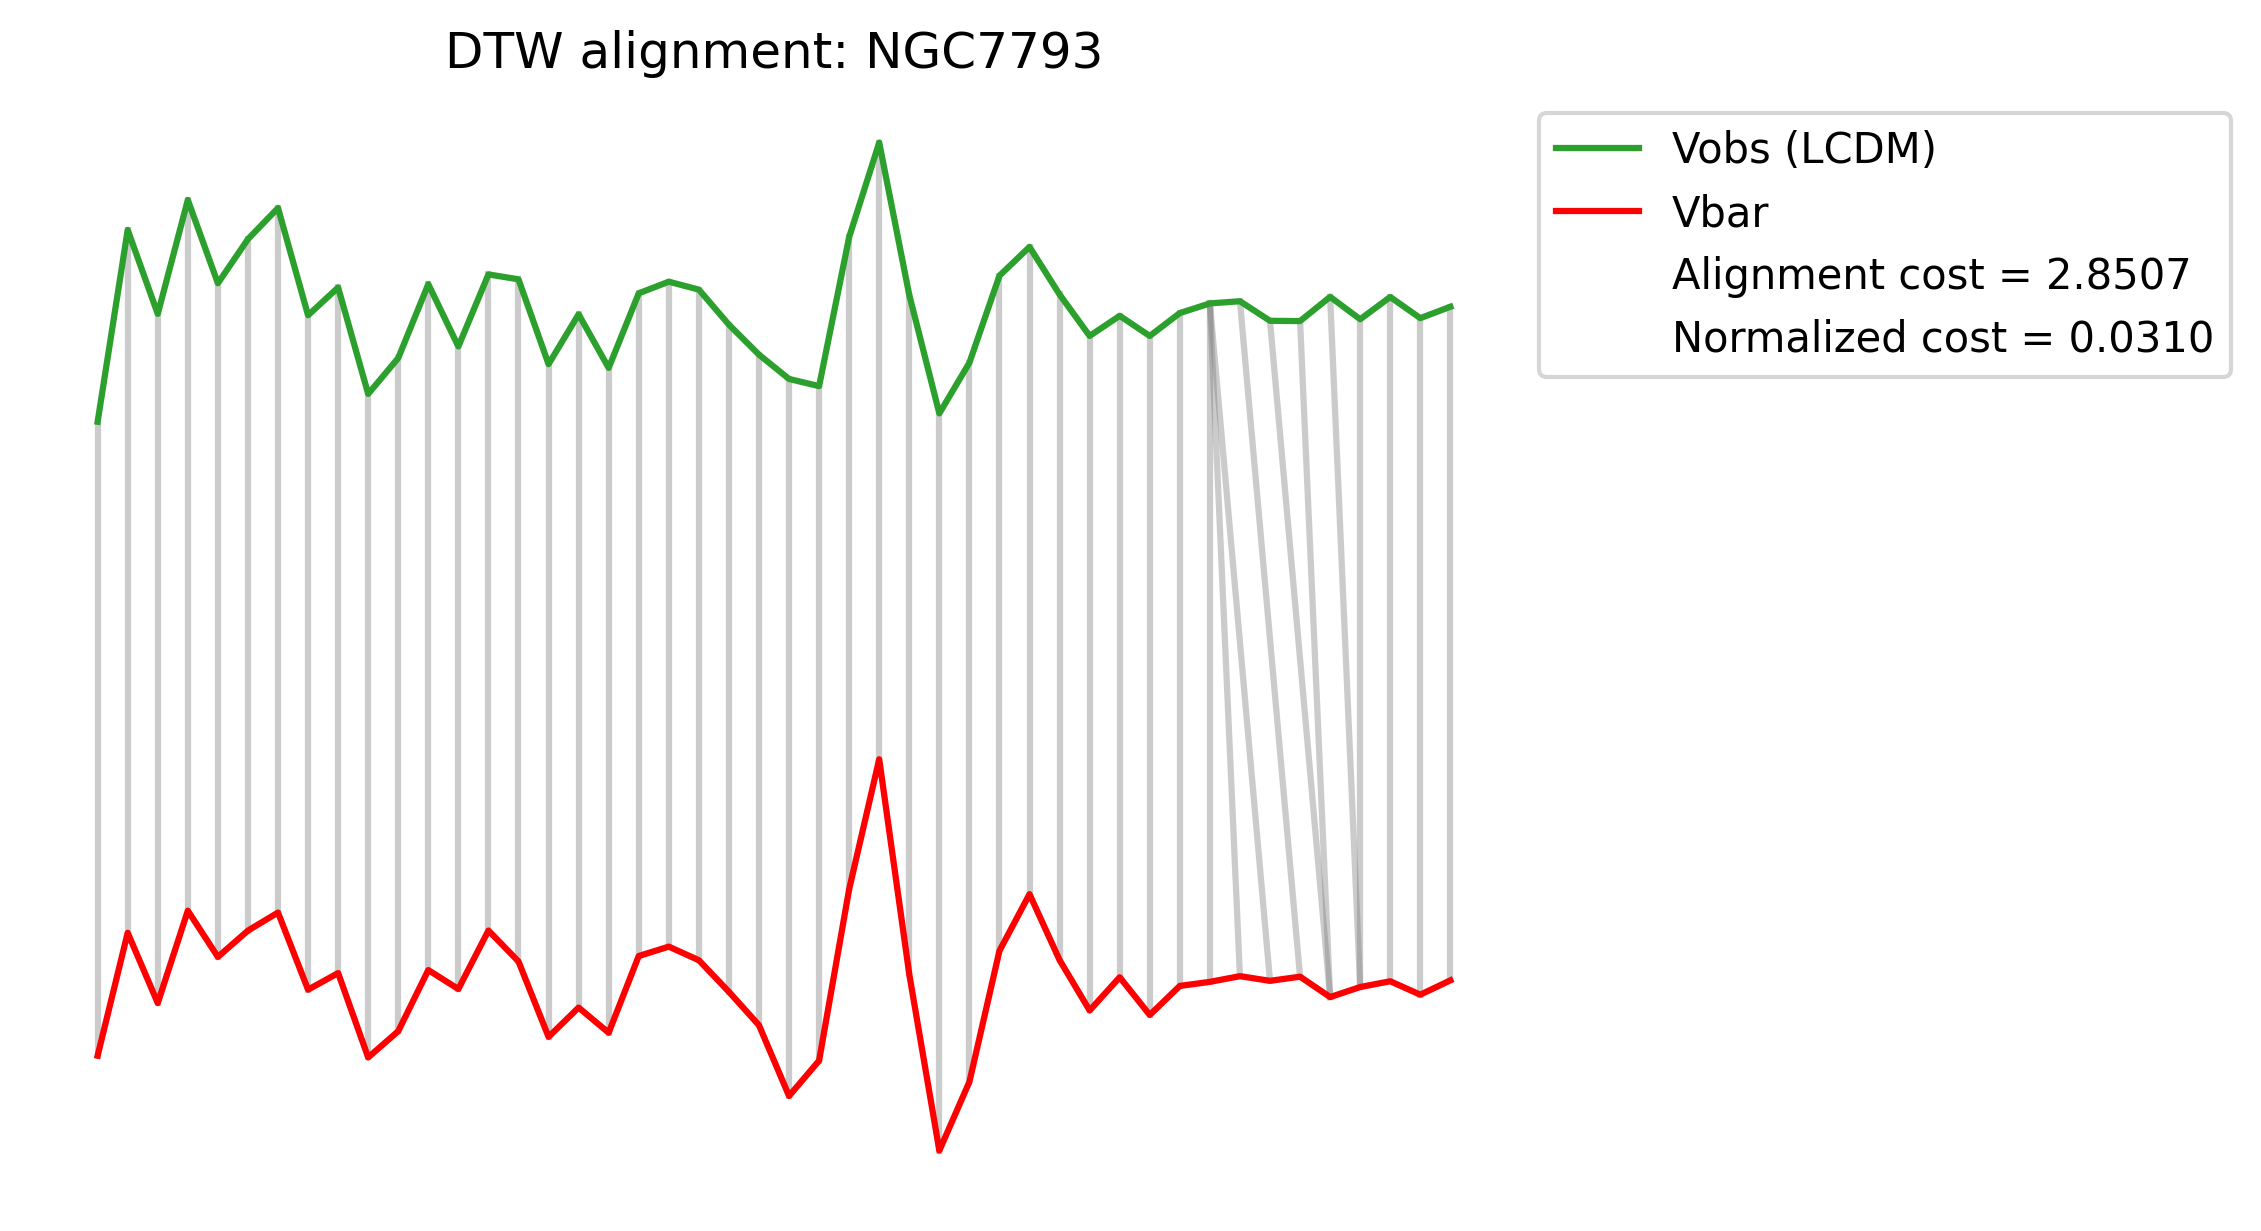 DTW alignment: NGC7793
Vobs (LCDM)
Vbar
Alignment cost = 2.8507
Normalized cost = 0.0310